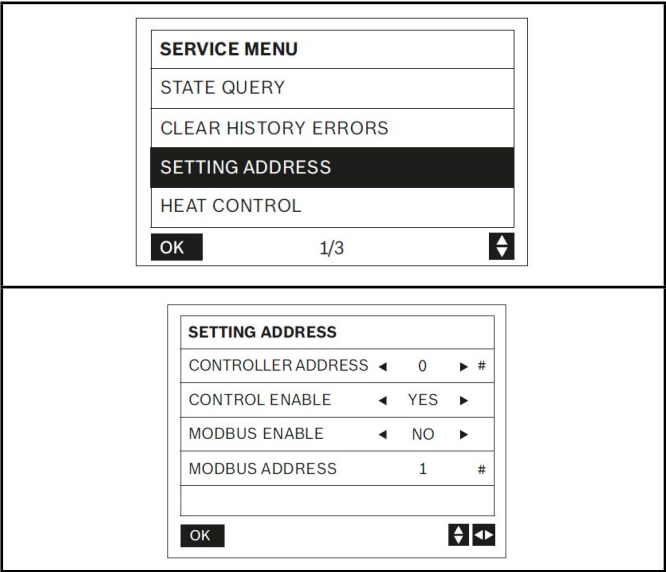 SERVICE MENU
STATE QUERY
CLEAR HISTORY ERRORS
SETTING ADDRESS
HEAT CONTROL
OK 1/3
SETTING ADDRESS
CONTROLLER ADDRESS ◄ 0 ► #
CONTROL ENABLE ◄ YES ►
MODBUS ENABLE ◄ NO ►
MODBUS ADDRESS 1 #
OK